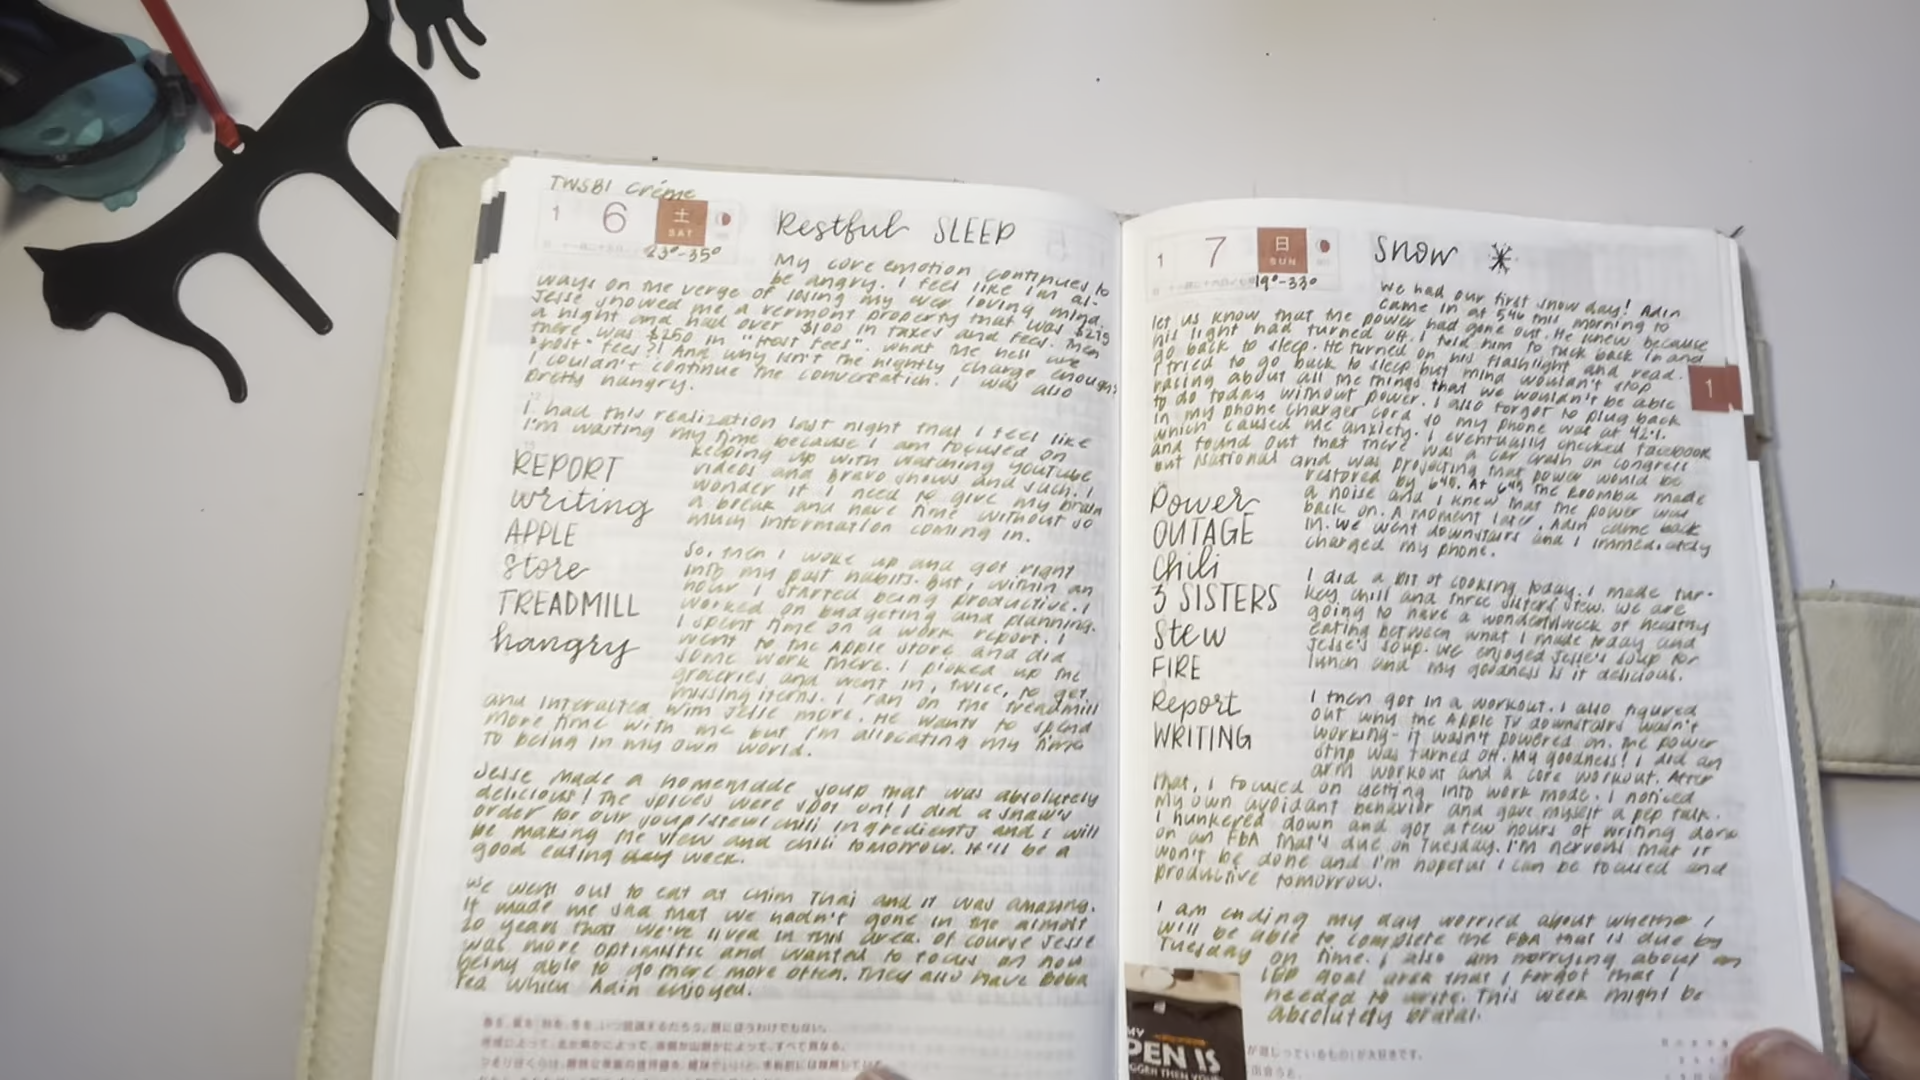 TWSBI Créme
1 6 土 SAT
23°-35°
Restful SLEEP
My core emotion continues to
be angry. I feel like I'm al-
ways on the verge of losing my ever loving mind.
Jesse showed me a vermont property that was $219
a night and had over $100 in taxes and fees. Then
there was $250 in "Host Fees". What the hell are
"host" fees?! And why isn't the nightly charge enough?
I couldn't continue the conversation. I was also
pretty hangry.
I had this realization last night that I feel like
I'm wasting my time because I am focused on
keeping up with watching youtube
videos and Bravo shows and such. I
wonder if I need to give my brain
a break and have time without so
much information coming in.
REPORT
writing
APPLE
store
TREADMILL
hangry
So, then I woke up and got right
into my past habits. But, within an
hour I started being productive. I
worked on budgeting and planning.
I spent time on a work report. I
went to the Apple Store and did
some work there. I picked up the
groceries and went in, twice, to get
missing items. I ran on the treadmill
and interacted with Jesse more. He wants to spend
more time with me but I'm allocating my time
to being in my own world.
Jesse made a homemade soup that was absolutely
delicious! The spices were spot on! I did a Shaw's
order for our soup/stew/chili ingredients and I will
be making the stew and chili tomorrow. It'll be a
good eating day week.
We went out to eat at Chim Thai and it was amazing.
It made me sad that we hadn't gone in the almost
20 years that we've lived in this area. Of course Jesse
was more optimistic and wanted to focus on now
being able to go there more often. They also have boba
tea which Adin enjoyed.
1 7 日 SUN
19°-33°
Snow
We had our first snow day! Adin
came in at 546 this morning to
let us know that the power had gone out. He knew because
his light had turned off. I told him to tuck back in and
go back to sleep. He turned on his flashlight and read.
I tried to go back to sleep but mind wouldn't stop
racing about all the things that we wouldn't be able
to do today without power. I also forgot to plug back
in my phone charger cord so my phone was at 42%
which caused me anxiety. I eventually checked facebook
and found out that there was a car crash on congress
but National Grid was projecting that power would be
restored by 645. At 645 the Roomba made
a noise and I knew that the power was
back on. A moment later, Adin came back
in. We went downstairs and I immediately
charged my phone.
Power
OUTAGE
chili
3 SISTERS
Stew
FIRE
Report
WRITING
I did a bit of cooking today. I made tur-
key chili and three sisters stew. We are
going to have a wonderful week of healthy
eating between what I made today and
Jesse's soup. We enjoyed Jesse's soup for
lunch and my goodness is it delicious.
I then got in a workout. I also figured
out why the Apple TV downstairs wasn't
working- it wasn't powered on. The power
strip was turned off. My goodness! I did an
arm workout and a core workout. After
that, I focused on getting into work mode. I noticed
my own avoidant behavior and gave myself a pep talk.
I hunkered down and got a few hours of writing done
on an FBA that's due on Tuesday. I'm nervous that it
won't be done and I'm hopeful I can be focused and
productive tomorrow.
I am ending my day worried about whether I
will be able to complete the FBA that is due by
Tuesday on time. I also am worrying about an
IEP goal area that I forgot that I
needed to write. This week might be
absolutely brutal.
1
MY
PEN IS